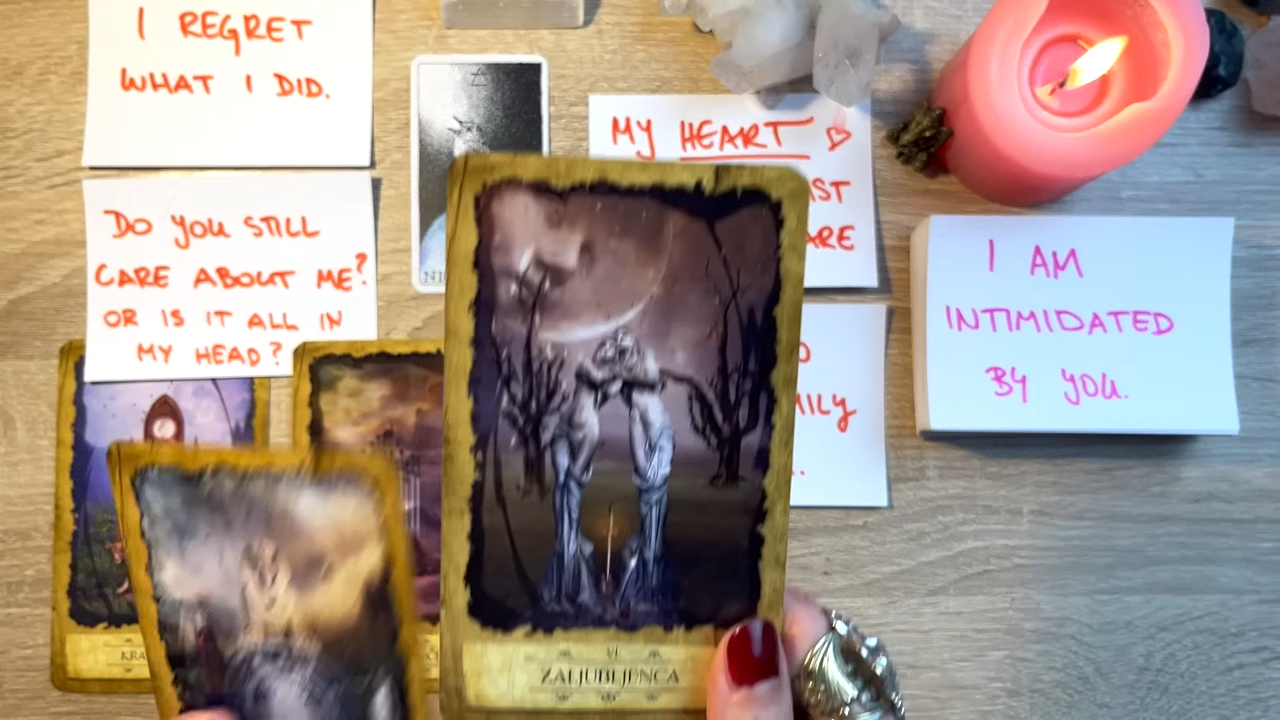 I REGRET
WHAT I DID.
DO YOU STILL
CARE ABOUT ME?
OR IS IT ALL IN
MY HEAD?
MY HEART
I AM
INTIMIDATED
BY YOU.
VI
ZALJUBLJENCA